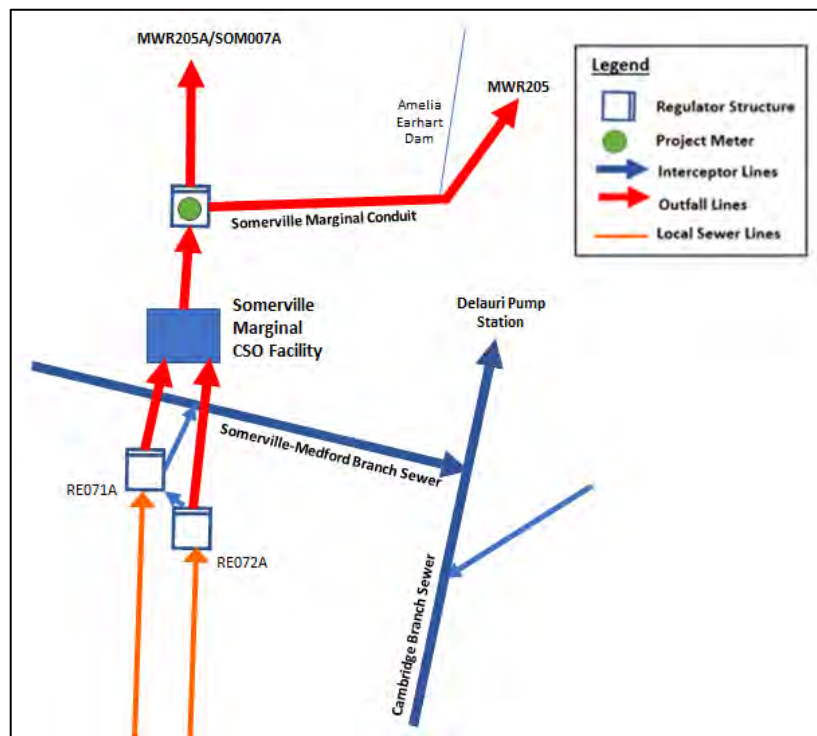 MWR205A/SOM007A
MWR205
Amelia
Earhart
Dam
Legend
Regulator Structure
Project Meter
Interceptor Lines
Outfall Lines
Local Sewer Lines
Somerville Marginal Conduit
Somerville
Marginal
CSO Facility
Delauri Pump
Station
Somerville-Medford Branch Sewer
RE071A
RE072A
Cambridge Branch Sewer